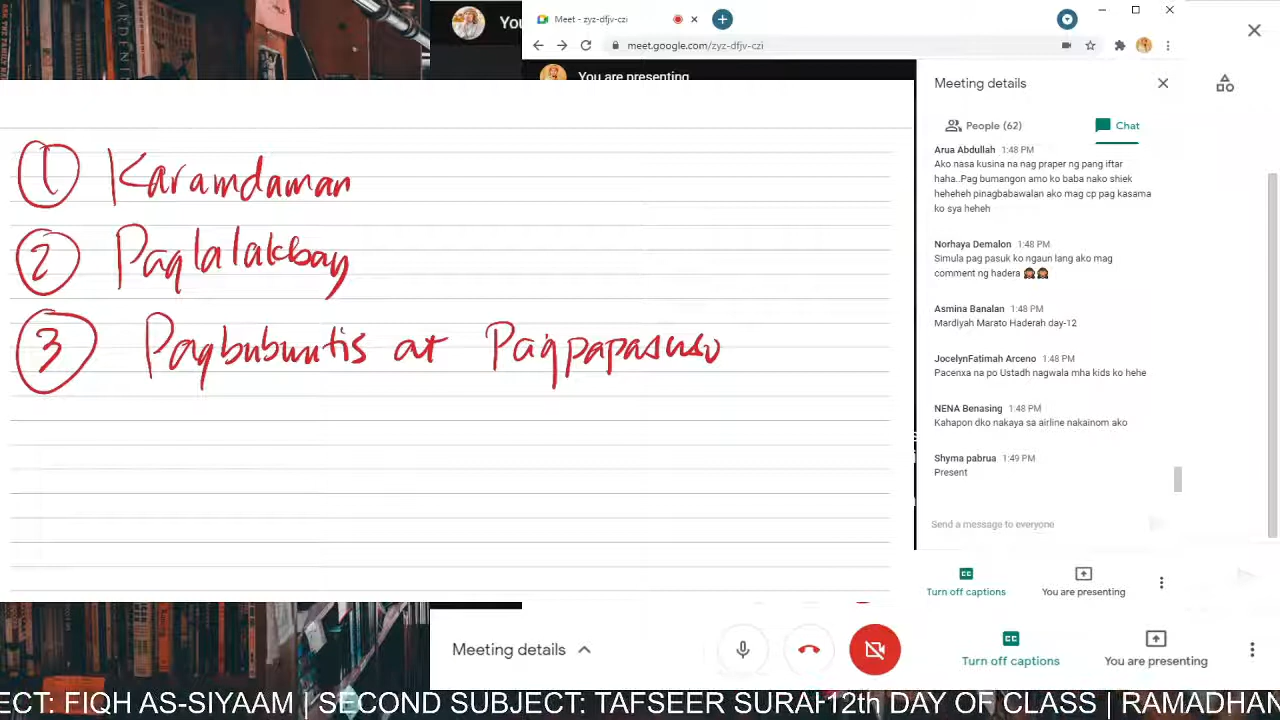 You
Meet - zyz-dfjv-czi
meet.google.com/zyz-dfjv-czi
You are presenting
1 Karamdaman
2 Paglalakbay
3 Pagbubuntis at Pagpapasuso
Meeting details
People (62)
Chat
Arua Abdullah 1:48 PM
Ako nasa kusina na nag praper ng pang iftar
haha..Pag bumangon amo ko baba nako shiek
heheheh pinagbabawalan ako mag cp pag kasama
ko sya heheh
Norhaya Demalon 1:48 PM
Simula pag pasuk ko ngaun lang ako mag
comment ng hadera
Asmina Banalan 1:48 PM
Mardiyah Marato Haderah day-12
JocelynFatimah Arceno 1:48 PM
Pacenxa na po Ustadh nagwala mha kids ko hehe
NENA Benasing 1:48 PM
Kahapon dko nakaya sa airline nakainom ako
Shyma pabrua 1:49 PM
Present
Send a message to everyone
CC
Turn off captions
You are presenting
Meeting details
CC
Turn off captions
You are presenting
ECT: FIQH AS-SIYAAM | SECOND SUBJECT: TAFSEER SURAH 12th DAY OF CLASS | RAMADHAN